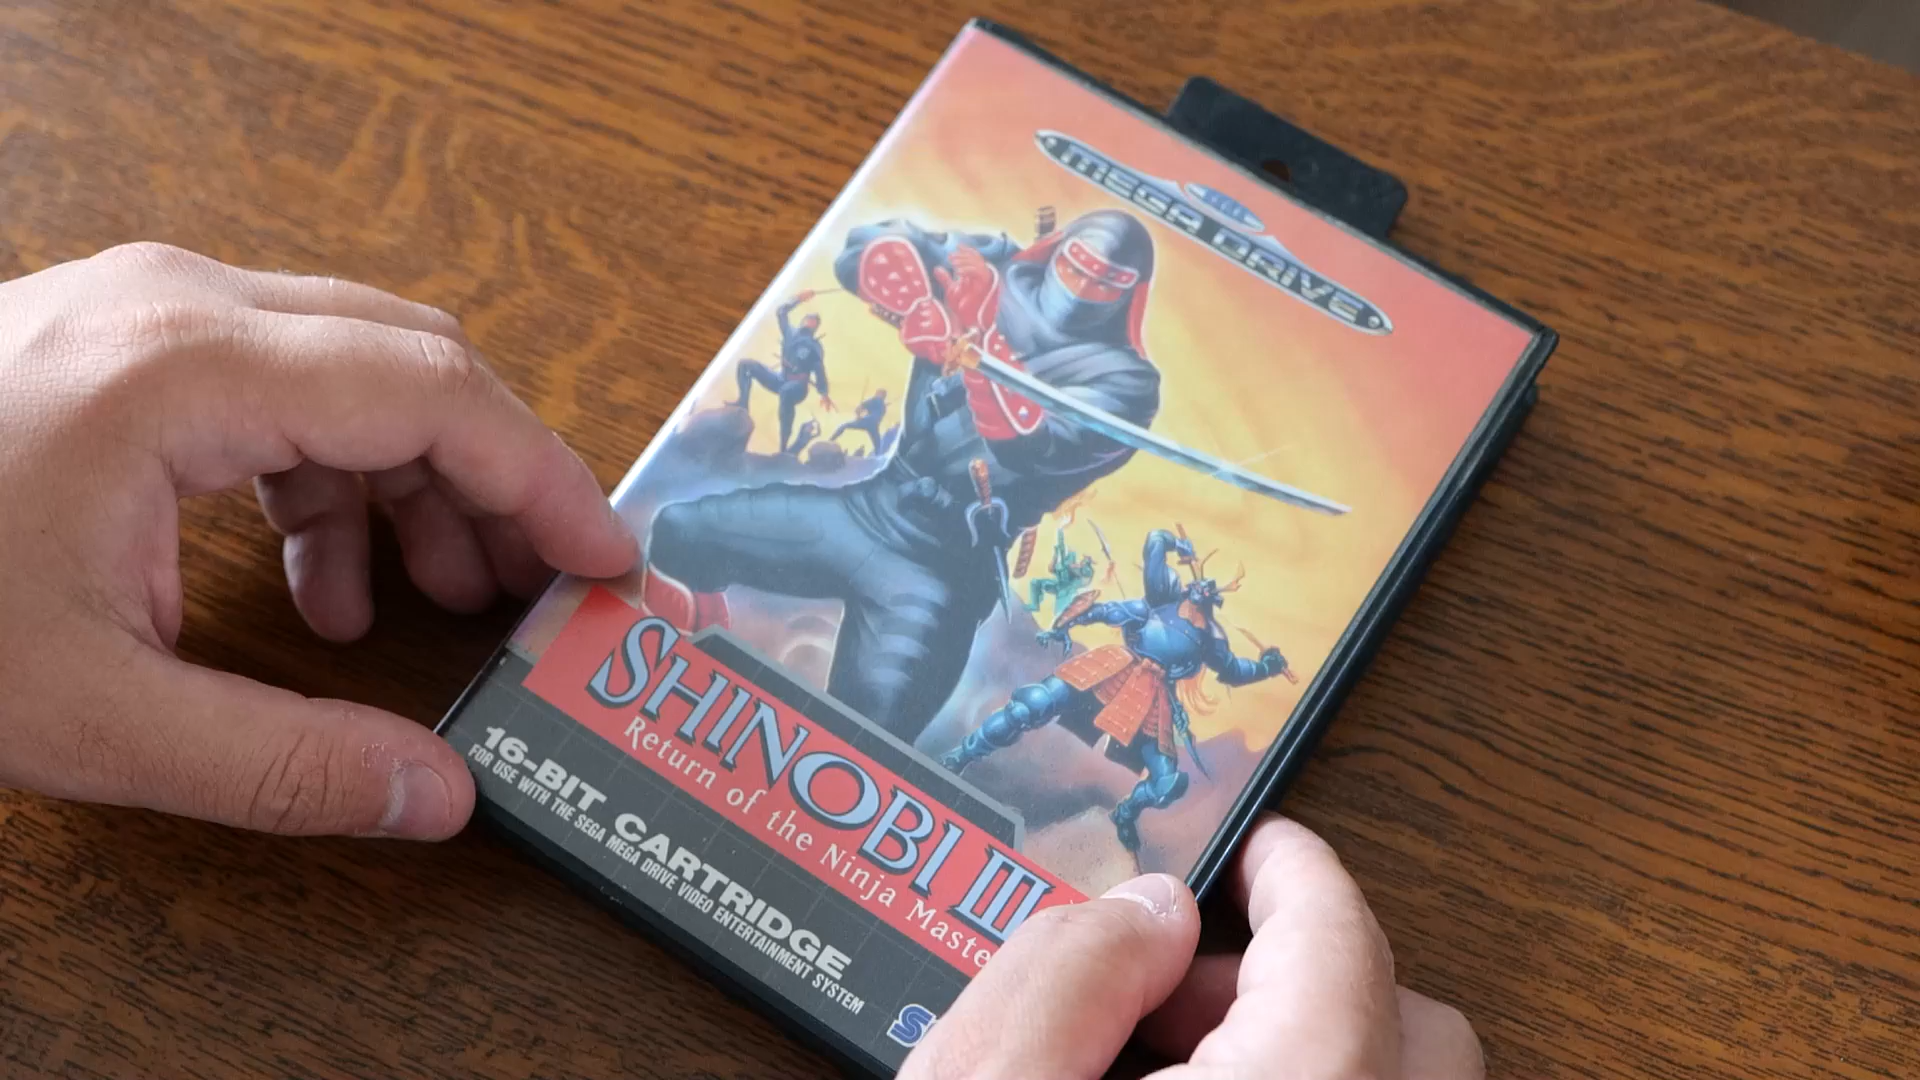 SEGA
MEGA DRIVE
SHINOBI III
Return of the Ninja Maste
16-BIT CARTRIDGE
FOR USE WITH THE SEGA MEGA DRIVE VIDEO ENTERTAINMENT SYSTEM